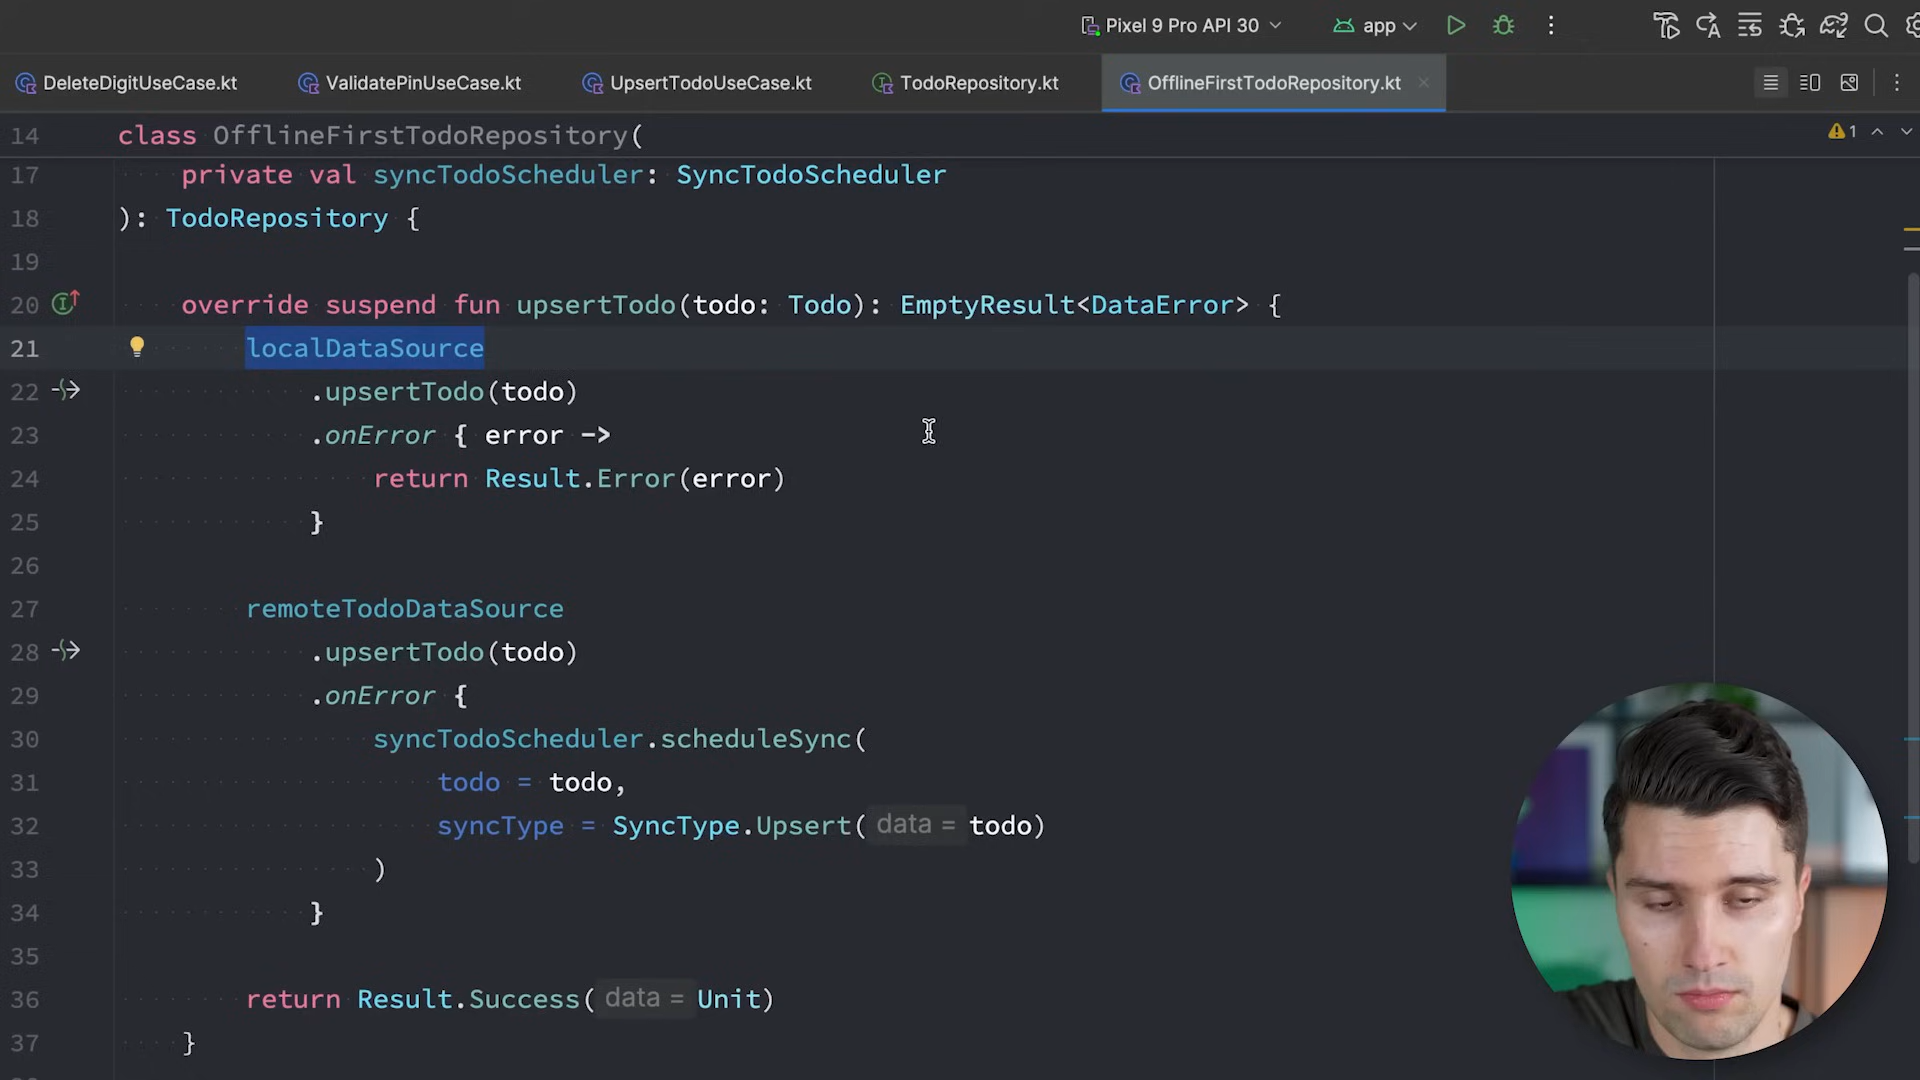 Pixel 9 Pro API 30
app
DeleteDigitUseCase.kt
ValidatePinUseCase.kt
UpsertTodoUseCase.kt
TodoRepository.kt
OfflineFirstTodoRepository.kt
14 class OfflineFirstTodoRepository(
1
17 private val syncTodoScheduler: SyncTodoScheduler
18 ): TodoRepository {
19
20 override suspend fun upsertTodo(todo: Todo): EmptyResult<DataError> {
21 localDataSource
22 .upsertTodo(todo)
23 .onError { error ->
24 return Result.Error(error)
25 }
26
27 remoteTodoDataSource
28 .upsertTodo(todo)
29 .onError {
30 syncTodoScheduler.scheduleSync(
31 todo = todo,
32 syncType = SyncType.Upsert( data = todo)
33 )
34 }
35
36 return Result.Success( data = Unit)
37 }